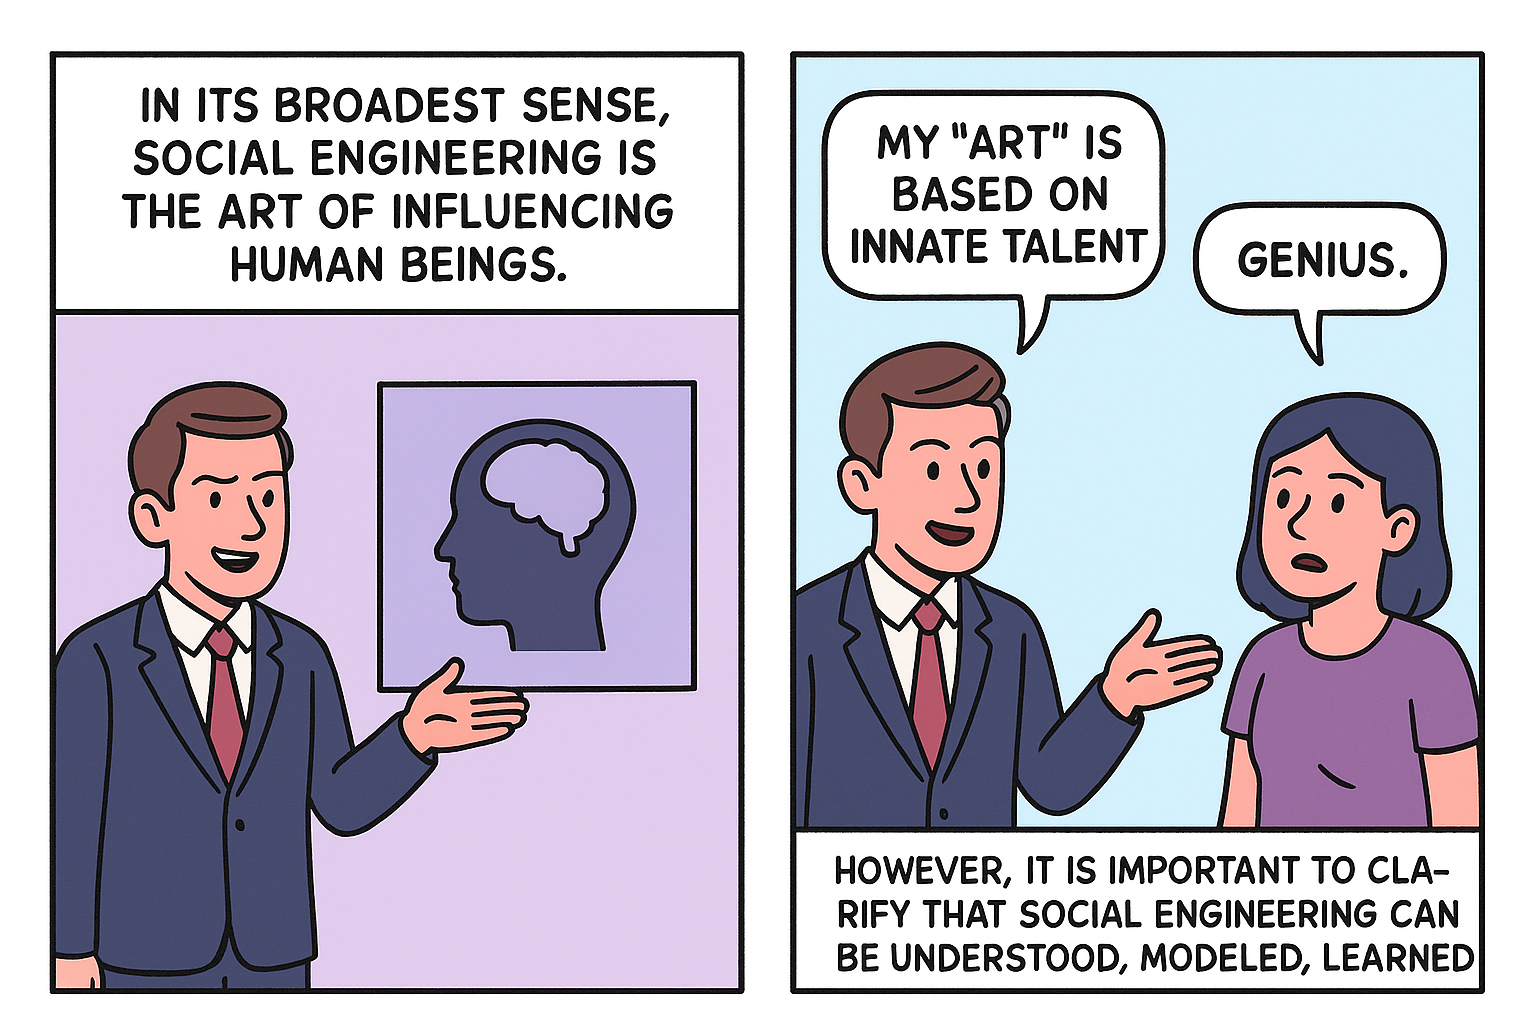 IN ITS BROADEST SENSE,
SOCIAL ENGINEERING IS
THE ART OF INFLUENCING
HUMAN BEINGS.
MY "ART" IS
BASED ON
INNATE TALENT
GENIUS.
HOWEVER, IT IS IMPORTANT TO CLA-
RIFY THAT SOCIAL ENGINEERING CAN
BE UNDERSTOOD, MODELED, LEARNED